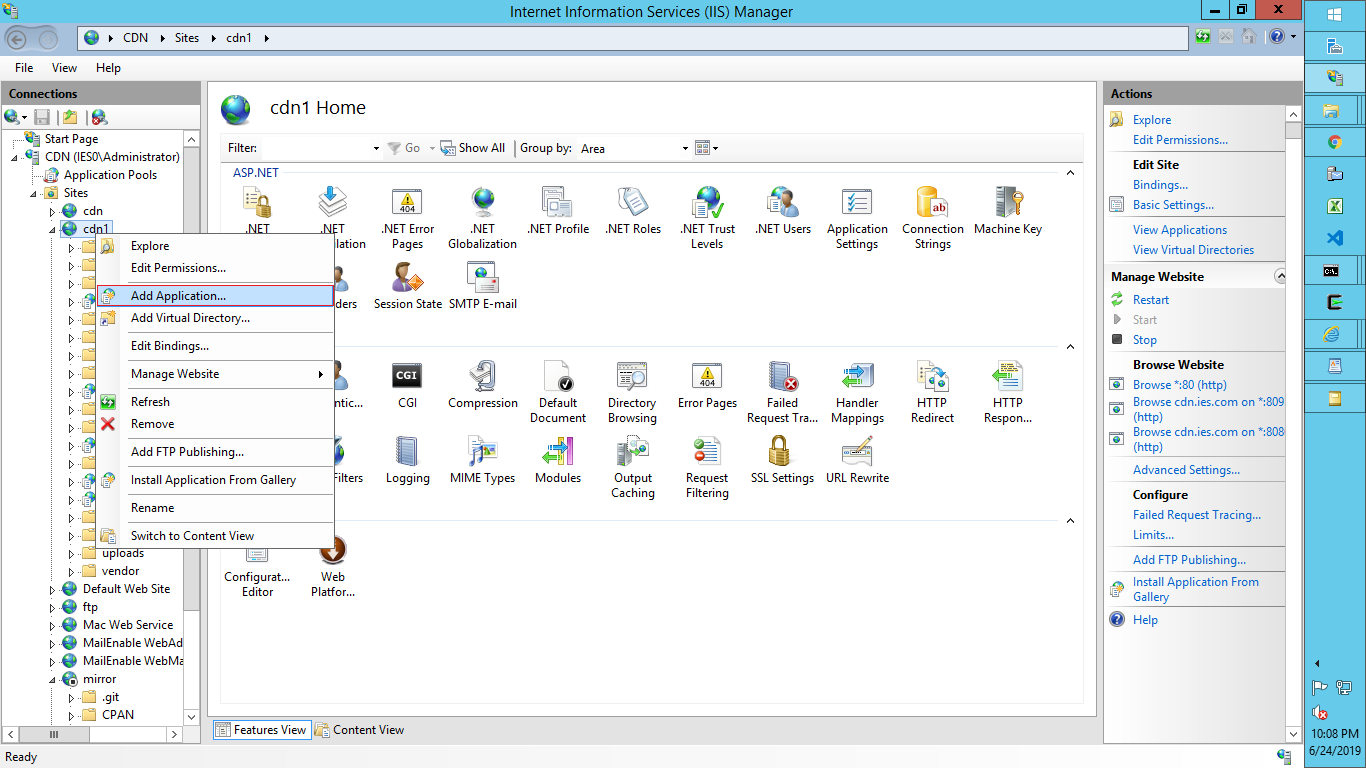 Internet Information Services (IIS) Manager
CDN
Sites
cdn1
File
View
Help
Connections
Start Page
CDN (IES0\Administrator)
Application Pools
Sites
cdn
cdn1
Explore
Edit Permissions...
Add Application...
Add Virtual Directory...
Edit Bindings...
Manage Website
Refresh
Remove
Add FTP Publishing...
Install Application From Gallery
Rename
Switch to Content View
uploads
vendor
Default Web Site
ftp
Mac Web Service
MailEnable WebAd
MailEnable WebMa
mirror
.git
CPAN
cdn1 Home
Filter:
Go
Show All
Group by:
Area
ASP.NET
.NET
.NET
ilation
.NET Error
Pages
.NET
Globalization
.NET Profile
.NET Roles
.NET Trust
Levels
.NET Users
Application
Settings
Connection
Strings
Machine Key
ders
Session State
SMTP E-mail
entic...
CGI
Compression
Default
Document
Directory
Browsing
Error Pages
Failed
Request Tra...
Handler
Mappings
HTTP
Redirect
HTTP
Respon...
Filters
Logging
MIME Types
Modules
Output
Caching
Request
Filtering
SSL Settings
URL Rewrite
Configurat...
Editor
Web
Platfor...
Features View
Content View
Actions
Explore
Edit Permissions...
Edit Site
Bindings...
Basic Settings...
View Applications
View Virtual Directories
Manage Website
Restart
Start
Stop
Browse Website
Browse *:80 (http)
Browse cdn.ies.com on *:809
(http)
Browse cdn.ies.com on *:808
(http)
Advanced Settings...
Configure
Failed Request Tracing...
Limits...
Add FTP Publishing...
Install Application From
Gallery
Help
Ready
10:08 PM
6/24/2019